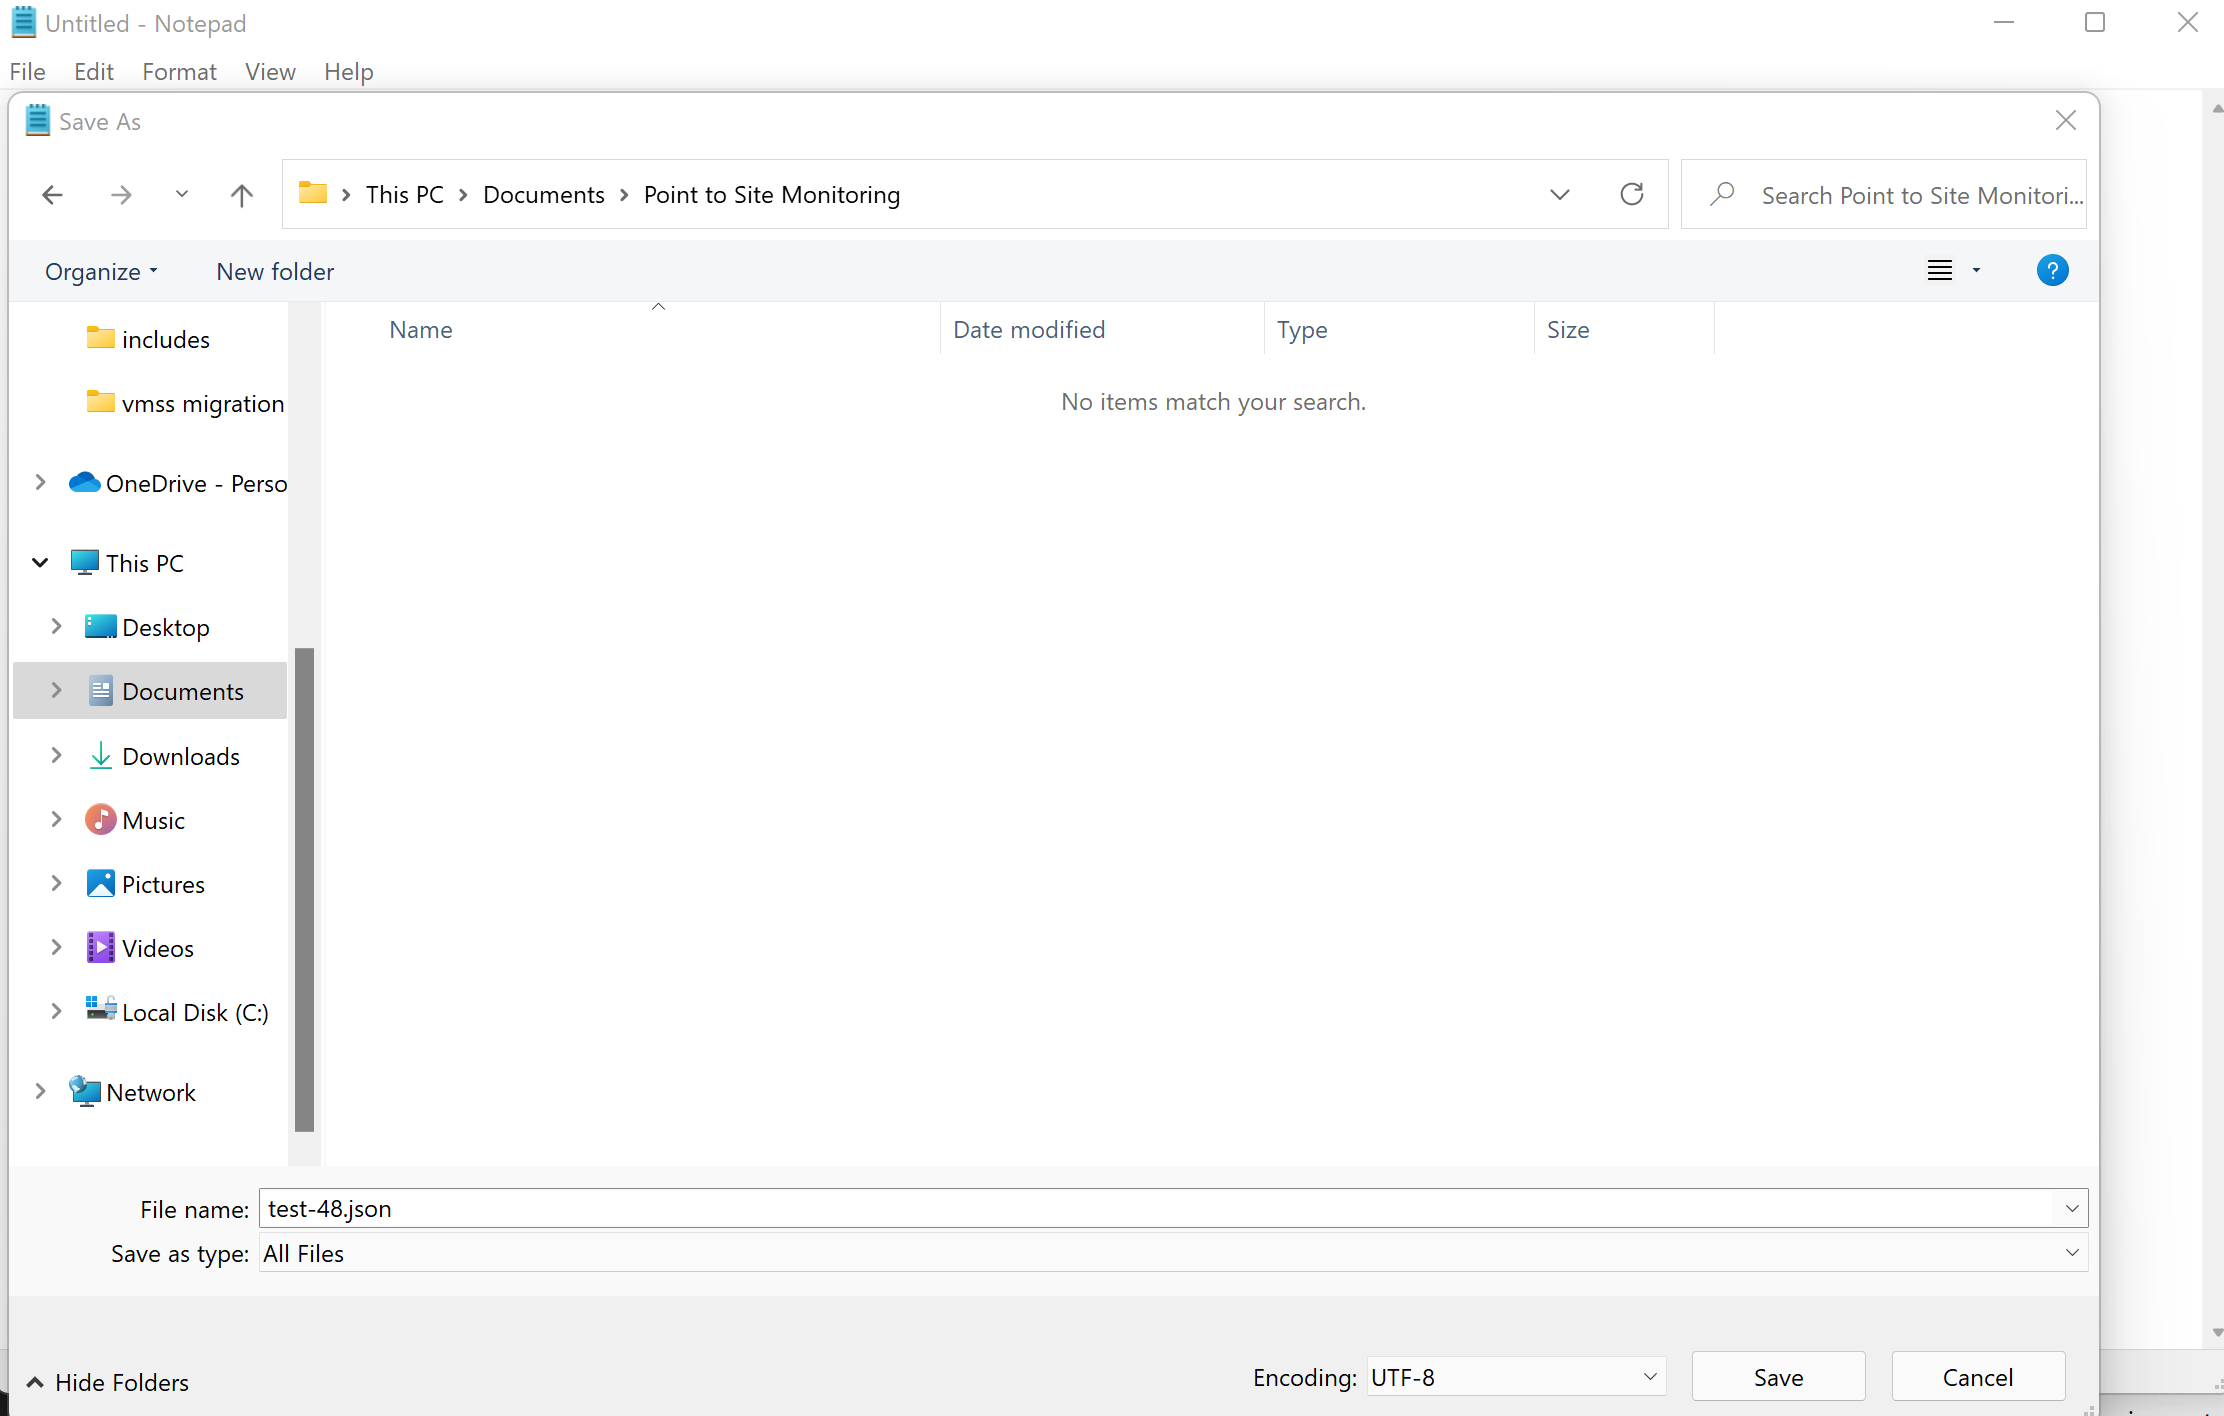 Untitled - Notepad
File Edit Format View Help
Save As
This PC Documents Point to Site Monitoring
Search Point to Site Monitori...
Organize New folder
?
Name Date modified Type Size
No items match your search.
includes
vmss migration
OneDrive - Perso
This PC
Desktop
Documents
Downloads
Music
Pictures
Videos
Local Disk (C:)
Network
File name: test-48.json
Save as type: All Files
Hide Folders
Encoding: UTF-8
Save
Cancel